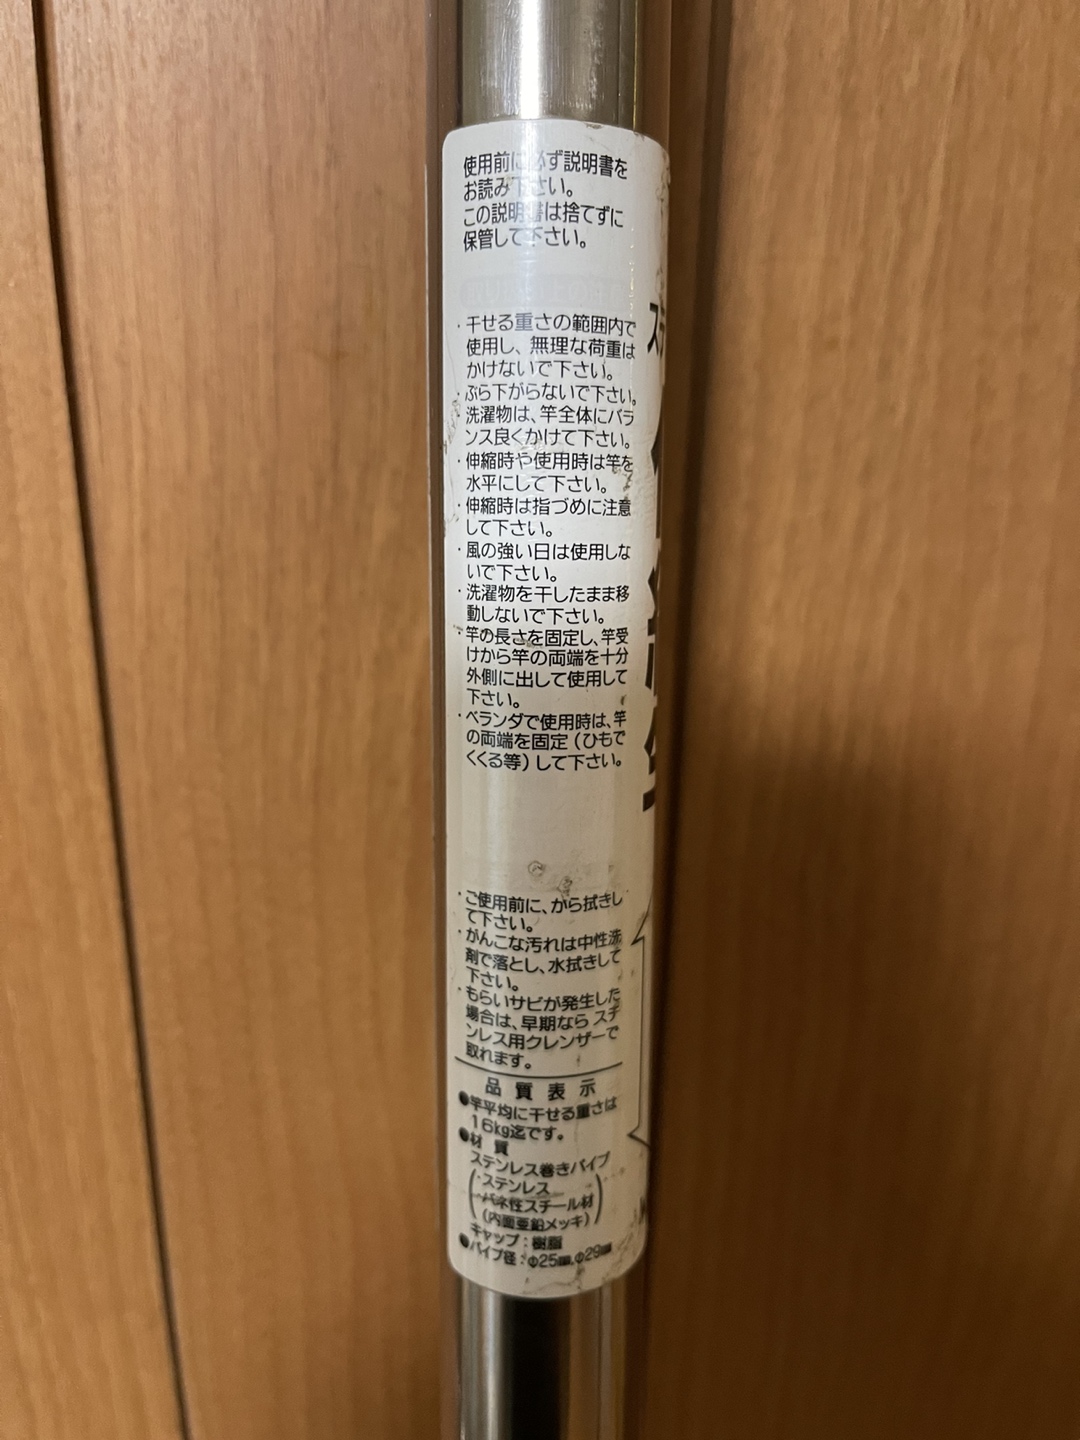 使用前に必ず説明書を
お読み下さい。
この説明書は捨てずに
保管して下さい。
・干せる重さの範囲内で
使用し、無理な荷重は
かけないで下さい。
・ぶら下がらないで下さい。
・洗濯物は、竿全体にバラ
ンス良くかけて下さい。
・伸縮時や使用時は竿を
水平にして下さい。
・伸縮時は指づめに注意
して下さい。
・風の強い日は使用しな
いで下さい。
・洗濯物を干したまま移
動しないで下さい。
・竿の長さを固定し、竿受
けから竿の両端を十分
外側に出して使用して
下さい。
・ベランダで使用時は、竿
の両端を固定（ひもで
くくる等）して下さい。
・ご使用前に、から拭きし
て下さい。
・がんこな汚れは中性洗
剤で落とし、水拭きして
下さい。
・もらいサビが発生した
場合は、早期なら ステ
ンレス用クレンザーで
取れます。
品質表示
●竿平均に干せる重さは
16kg迄です。
●材質
ステンレス巻きパイプ
（・ステンレス
・バネ性スチール材
（内面亜鉛メッキ））
キャップ：樹脂
●パイプ径：φ25㎜、φ29㎜